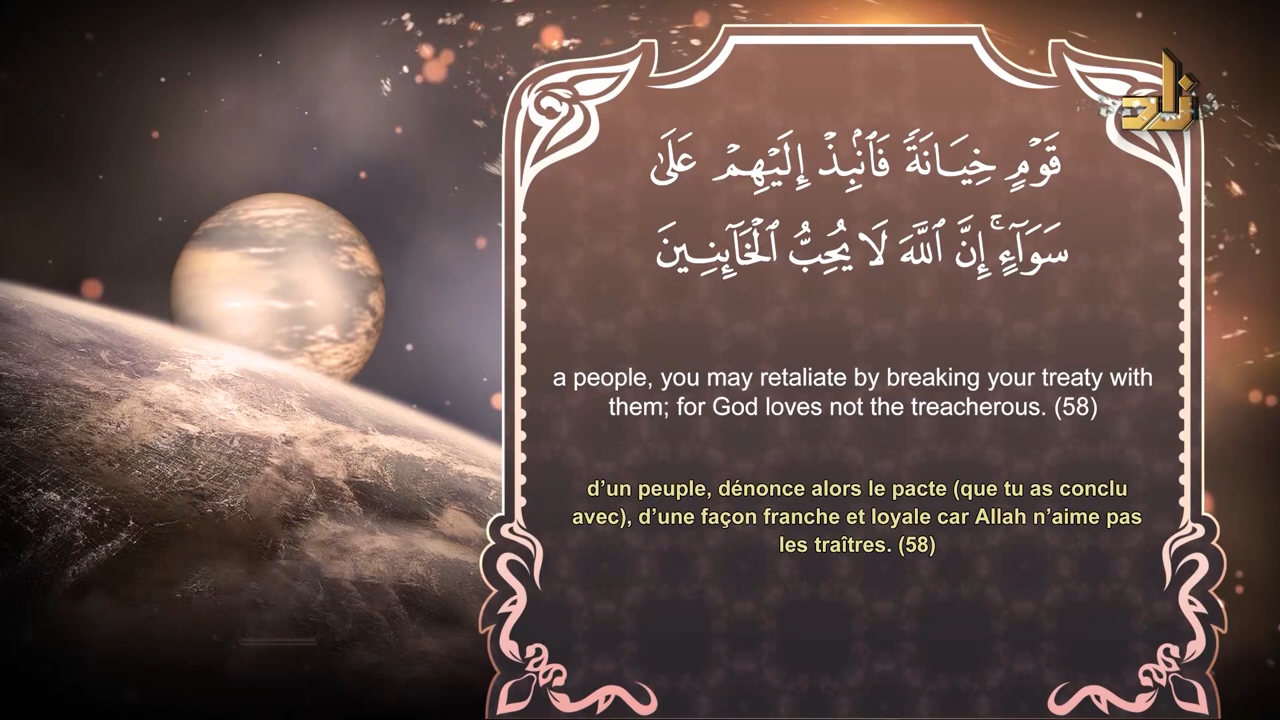 زاد
قَوۡمٍ خِيَانَةٗ فَٱنۢبِذۡ إِلَيۡهِمۡ عَلَىٰ
سَوَآءٍۚ إِنَّ ٱللَّهَ لَا يُحِبُّ ٱلۡخَآئِنِينَ
a people, you may retaliate by breaking your treaty with
them; for God loves not the treacherous. (58)
d’un peuple, dénonce alors le pacte (que tu as conclu
avec), d’une façon franche et loyale car Allah n’aime pas
les traîtres. (58)